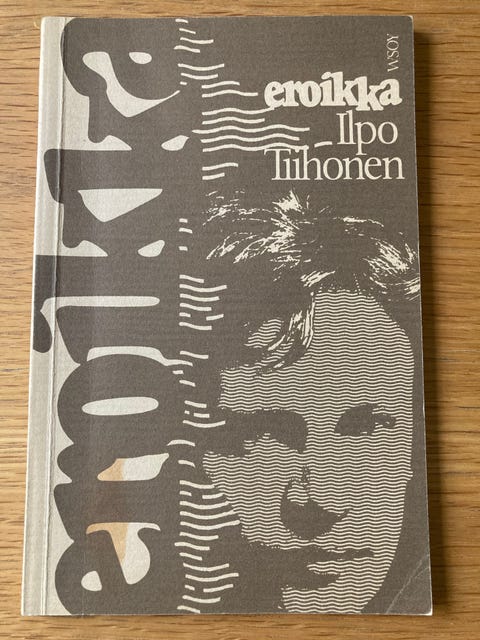 WSOY
eroikka
Ilpo
Tiihonen
eroikka